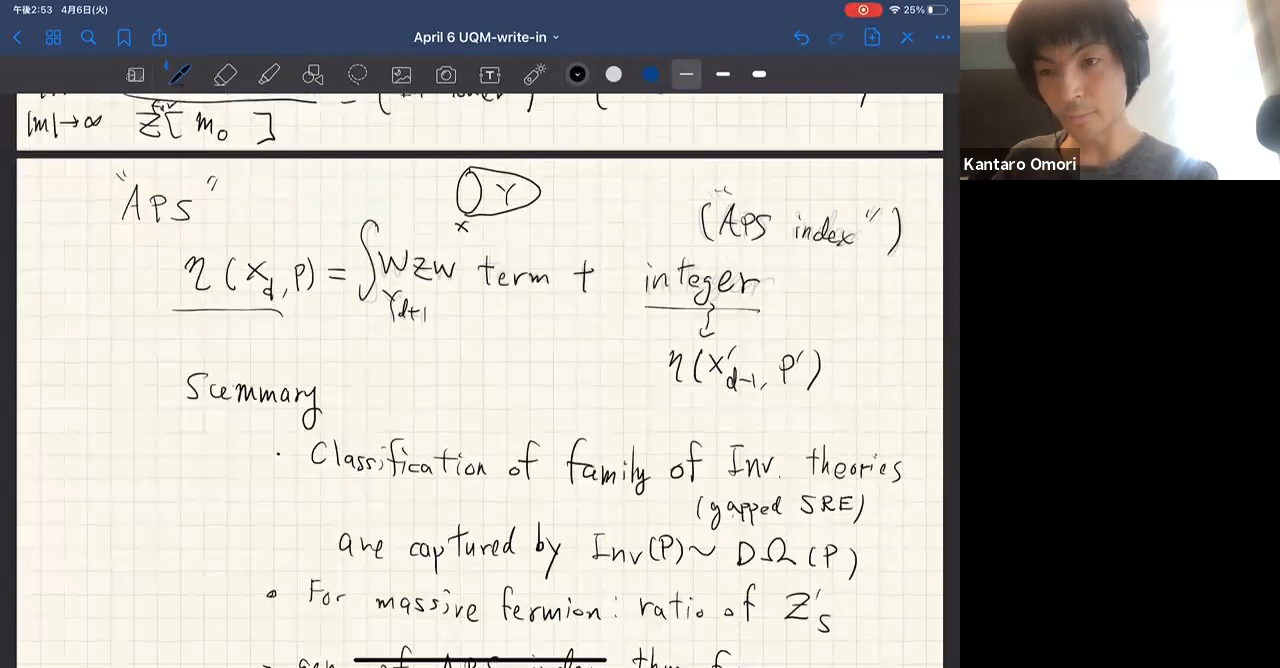 午後2:53 4月6日(火)
25%
April 6 UQM-write-in
Kantaro Omori
|m|→∞ Z[ m₀ ]
"APS"
Y
X
(“APS index”)
η(X_d, P) = ∫_{Y_{d+1}} WZW term + integer
η(X'_{d-1}, P')
Summary
· Classification of family of Inv. theories
(gapped SRE)
are captured by Inv(P) ~ DΩ(P)
• For massive fermion: ratio of Z's